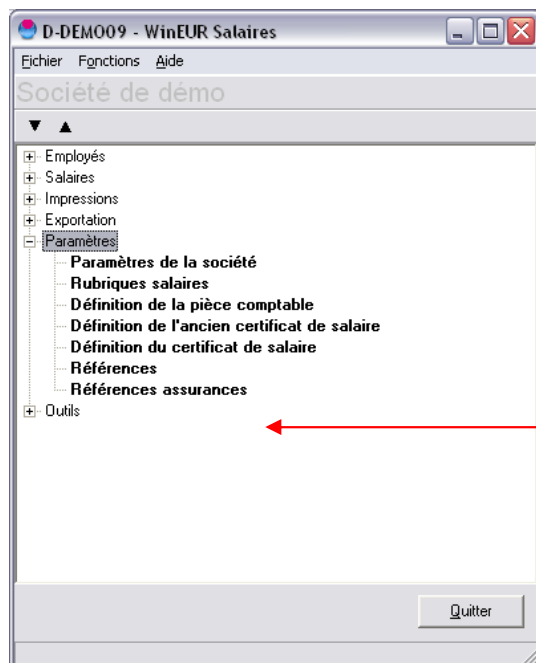 D-DEMO09 - WinEUR Salaires
Fichier Fonctions Aide
Société de démo
Employés
Salaires
Impressions
Exportation
Paramètres
Paramètres de la société
Rubriques salaires
Définition de la pièce comptable
Définition de l'ancien certificat de salaire
Définition du certificat de salaire
Références
Références assurances
Outils
Quitter